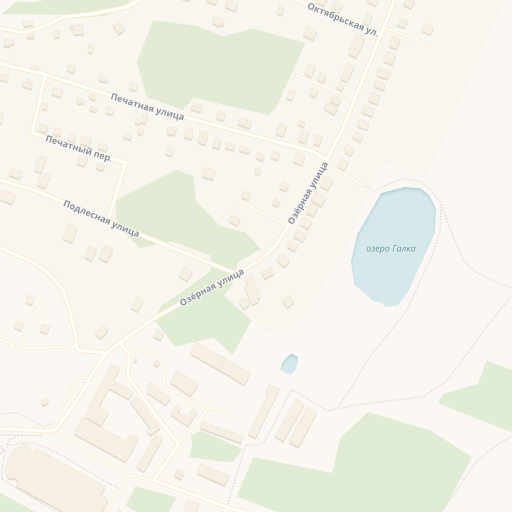 Октябрьская ул.
Печатная улица
Печатный пер.
Озёрная улица
Подлесная улица
озеро Галка
Озёрная улица